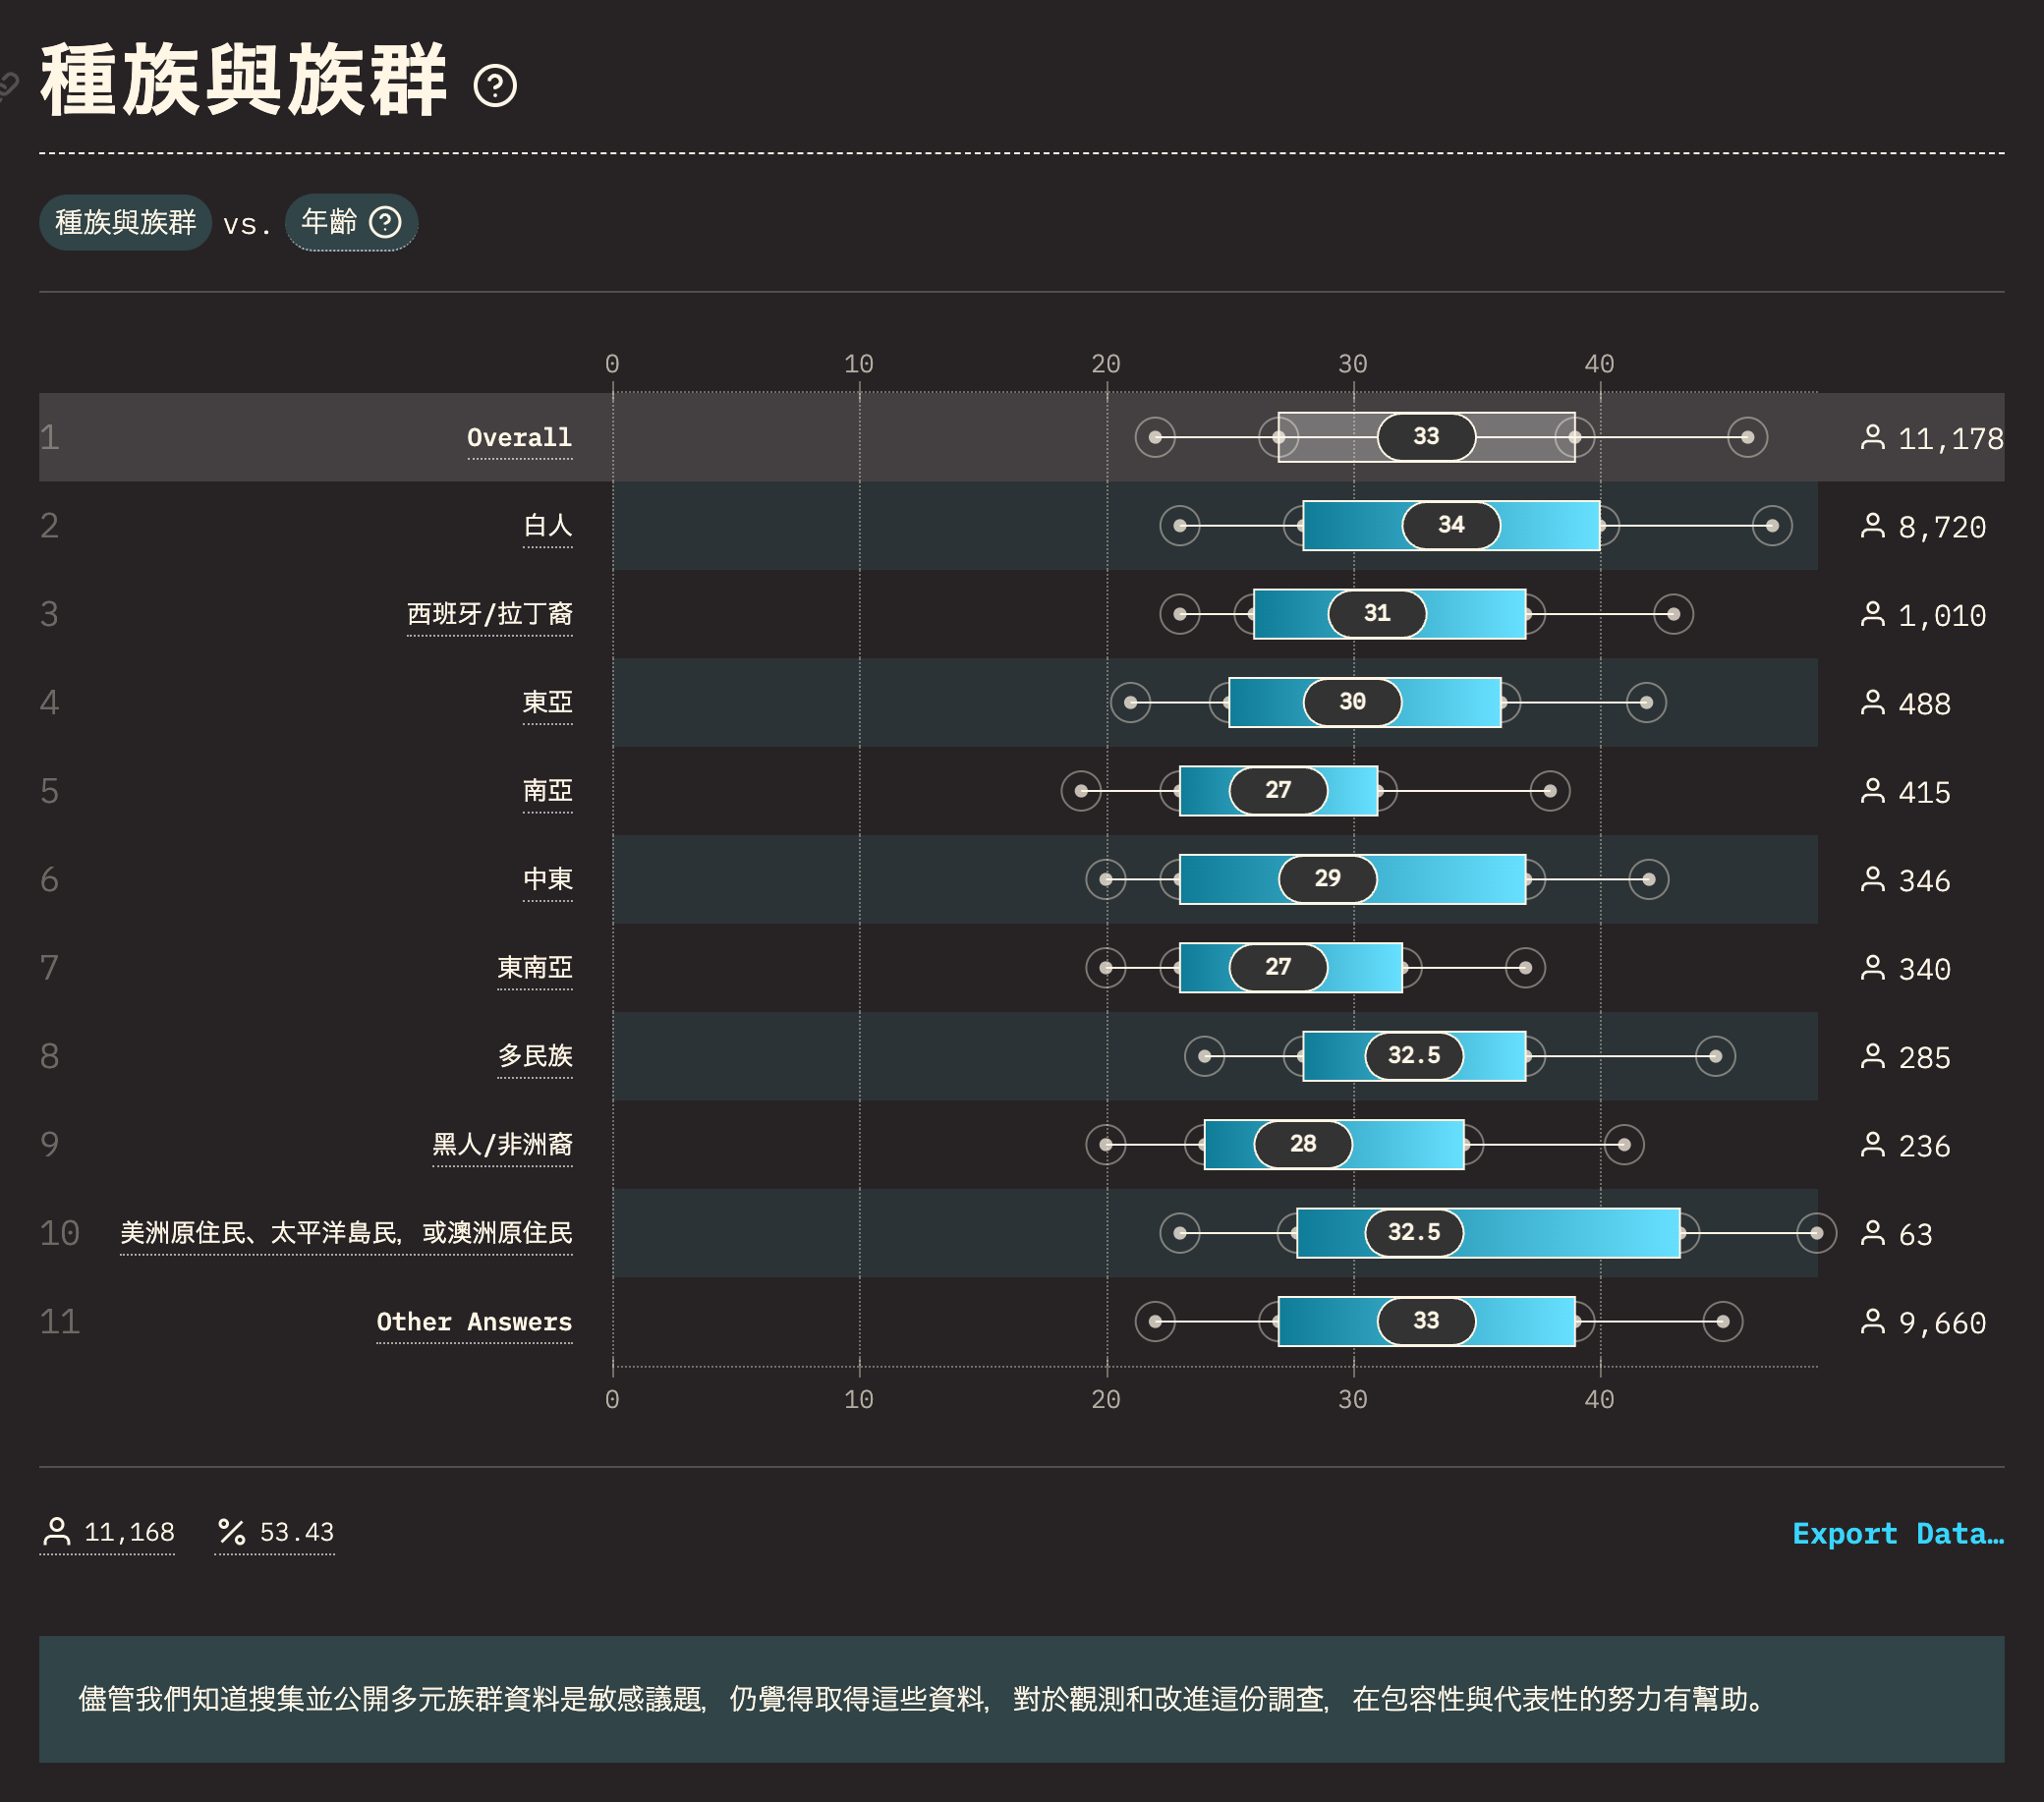 種族與族群
種族與族群 vs. 年齡
0 10 20 30 40
1 Overall 33 11,178
2 白人 34 8,720
3 西班牙/拉丁裔 31 1,010
4 東亞 30 488
5 南亞 27 415
6 中東 29 346
7 東南亞 27 340
8 多民族 32.5 285
9 黑人/非洲裔 28 236
10 美洲原住民、太平洋島民，或澳洲原住民 32.5 63
11 Other Answers 33 9,660
0 10 20 30 40
11,168 % 53.43 Export Data…
儘管我們知道搜集並公開多元族群資料是敏感議題，仍覺得取得這些資料，對於觀測和改進這份調查，在包容性與代表性的努力有幫助。